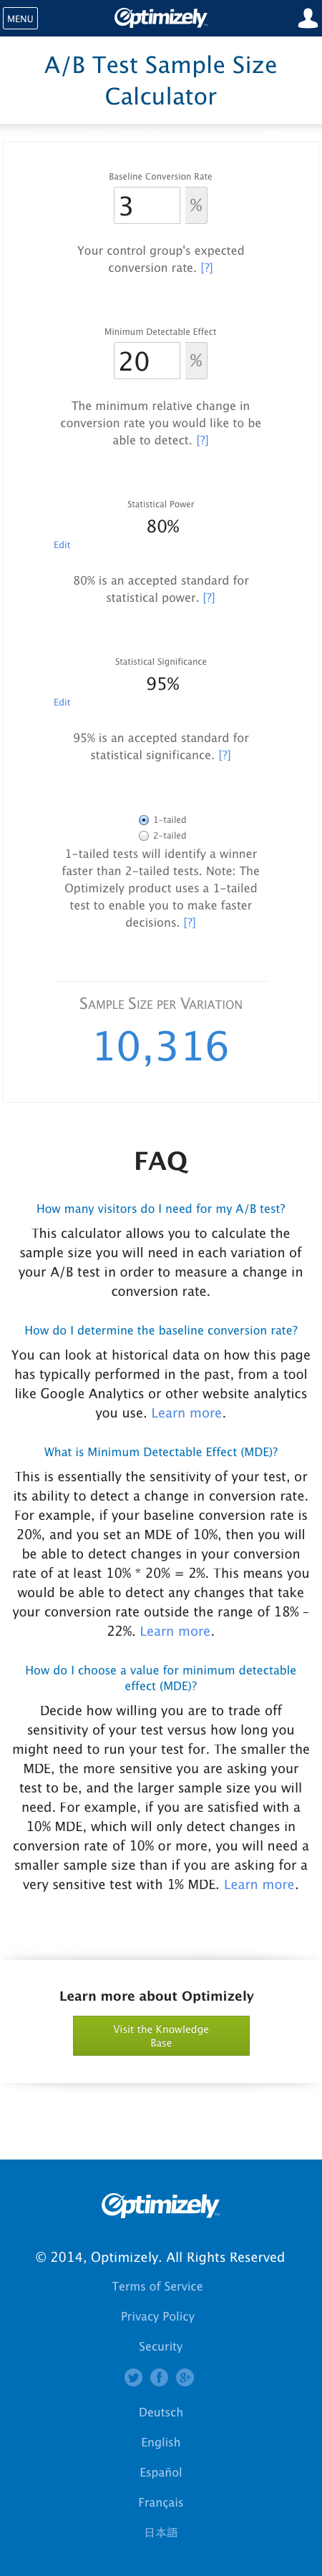 MENU
Optimizely
A/B Test Sample Size
Calculator
Baseline Conversion Rate
3 %
Your control group's expected
conversion rate. [?]
Minimum Detectable Effect
20 %
The minimum relative change in
conversion rate you would like to be
able to detect. [?]
Statistical Power
80%
Edit
80% is an accepted standard for
statistical power. [?]
Statistical Significance
95%
Edit
95% is an accepted standard for
statistical significance. [?]
1-tailed
2-tailed
1-tailed tests will identify a winner
faster than 2-tailed tests. Note: The
Optimizely product uses a 1-tailed
test to enable you to make faster
decisions. [?]
Sample Size per Variation
10,316
FAQ
How many visitors do I need for my A/B test?
This calculator allows you to calculate the
sample size you will need in each variation of
your A/B test in order to measure a change in
conversion rate.
How do I determine the baseline conversion rate?
You can look at historical data on how this page
has typically performed in the past, from a tool
like Google Analytics or other website analytics
you use. Learn more.
What is Minimum Detectable Effect (MDE)?
This is essentially the sensitivity of your test, or
its ability to detect a change in conversion rate.
For example, if your baseline conversion rate is
20%, and you set an MDE of 10%, then you will
be able to detect changes in your conversion
rate of at least 10% * 20% = 2%. This means you
would be able to detect any changes that take
your conversion rate outside the range of 18% –
22%. Learn more.
How do I choose a value for minimum detectable
effect (MDE)?
Decide how willing you are to trade off
sensitivity of your test versus how long you
might need to run your test for. The smaller the
MDE, the more sensitive you are asking your
test to be, and the larger sample size you will
need. For example, if you are satisfied with a
10% MDE, which will only detect changes in
conversion rate of 10% or more, you will need a
smaller sample size than if you are asking for a
very sensitive test with 1% MDE. Learn more.
Learn more about Optimizely
Visit the Knowledge
Base
Optimizely
© 2014, Optimizely. All Rights Reserved
Terms of Service
Privacy Policy
Security
Deutsch
English
Español
Français
日本語